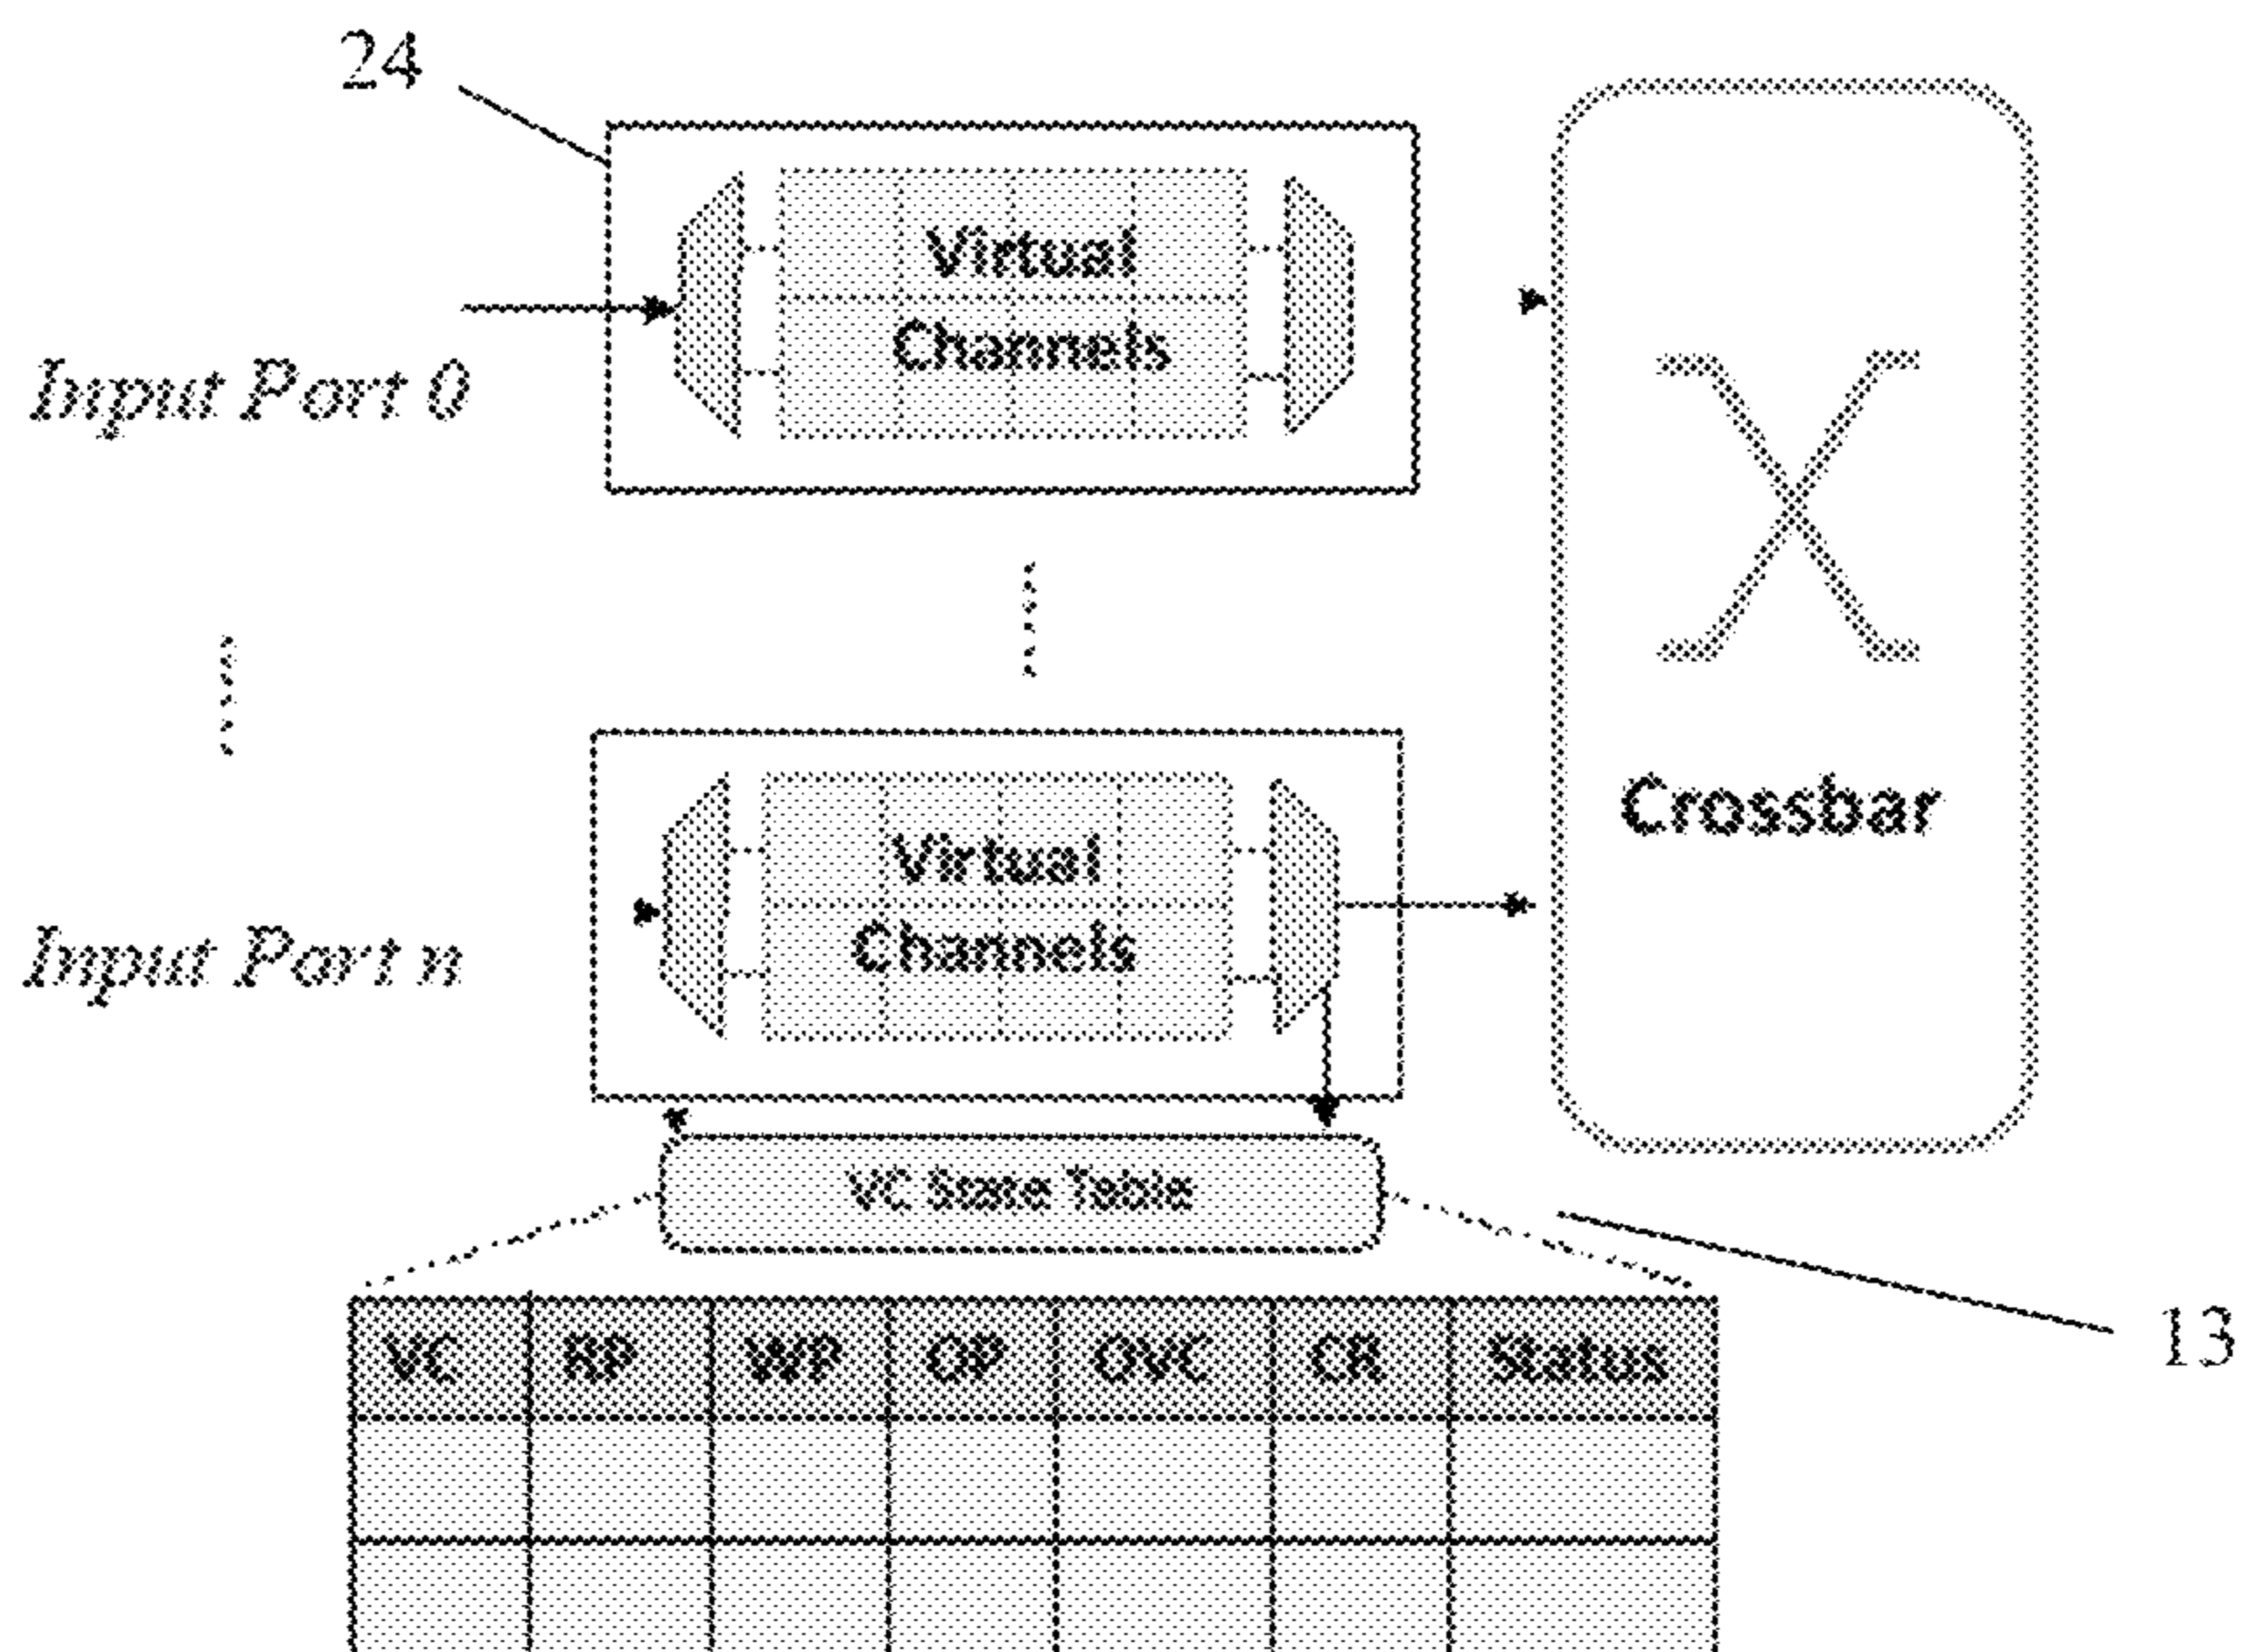 24
Virtual
Channels
Input Port 0
Virtual
Channels
Crossbar
Input Port n
VC State Table
13
VC RP WP OP OVC CR Status